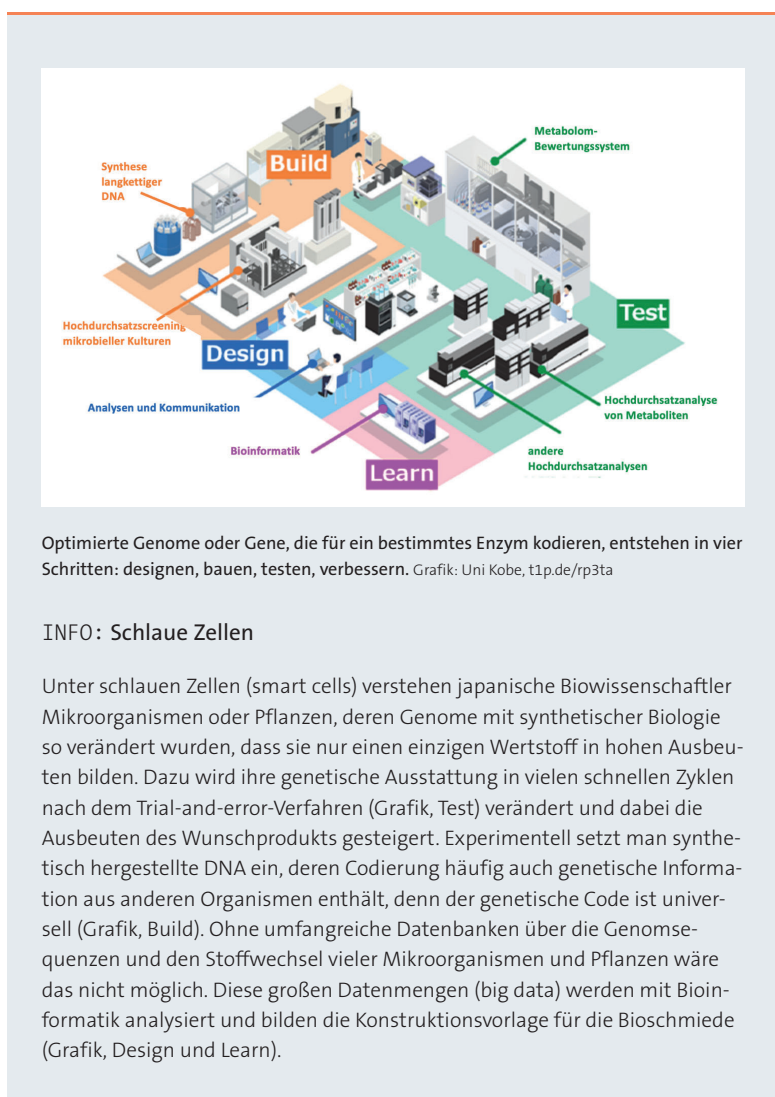 Metabolom-
Bewertungssystem
Build
Synthese
langkettiger
DNA
Test
Hochdurchsatzscreening
mikrobieller Kulturen
Design
Analysen und Kommunikation
Hochdurchsatzanalyse
von Metaboliten
Bioinformatik
andere
Hochdurchsatzanalysen
Learn
Optimierte Genome oder Gene, die für ein bestimmtes Enzym kodieren, entstehen in vier
Schritten: designen, bauen, testen, verbessern. Grafik: Uni Kobe, t1p.de/rp3ta
INFO: Schlaue Zellen
Unter schlauen Zellen (smart cells) verstehen japanische Biowissenschaftler
Mikroorganismen oder Pflanzen, deren Genome mit synthetischer Biologie
so verändert wurden, dass sie nur einen einzigen Wertstoff in hohen Ausbeu-
ten bilden. Dazu wird ihre genetische Ausstattung in vielen schnellen Zyklen
nach dem Trial-and-error-Verfahren (Grafik, Test) verändert und dabei die
Ausbeuten des Wunschprodukts gesteigert. Experimentell setzt man synthe-
tisch hergestellte DNA ein, deren Codierung häufig auch genetische Informa-
tion aus anderen Organismen enthält, denn der genetische Code ist univer-
sell (Grafik, Build). Ohne umfangreiche Datenbanken über die Genomse-
quenzen und den Stoffwechsel vieler Mikroorganismen und Pflanzen wäre
das nicht möglich. Diese großen Datenmengen (big data) werden mit Bioin-
formatik analysiert und bilden die Konstruktionsvorlage für die Bioschmiede
(Grafik, Design und Learn).